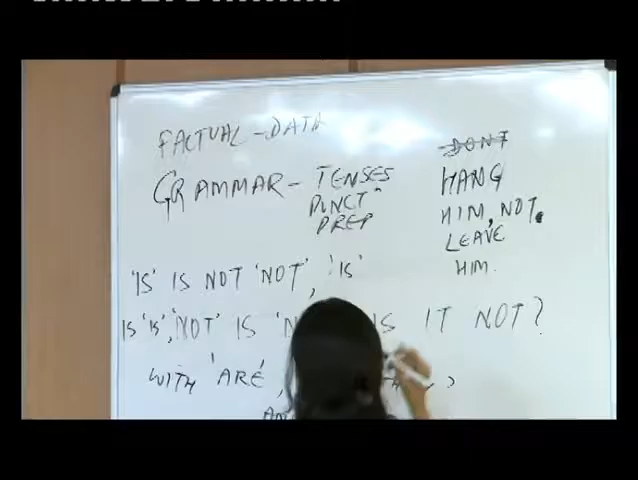 FACTUAL - DATA
GRAMMAR - TENSES
PUNCT
PREP
DONT
HANG
HIM, NOT.
LEAVE
HIM.
'IS' IS NOT 'NOT', 'IS'
IS 'IS', 'NOT' IS IS IT NOT?
WITH 'ARE',